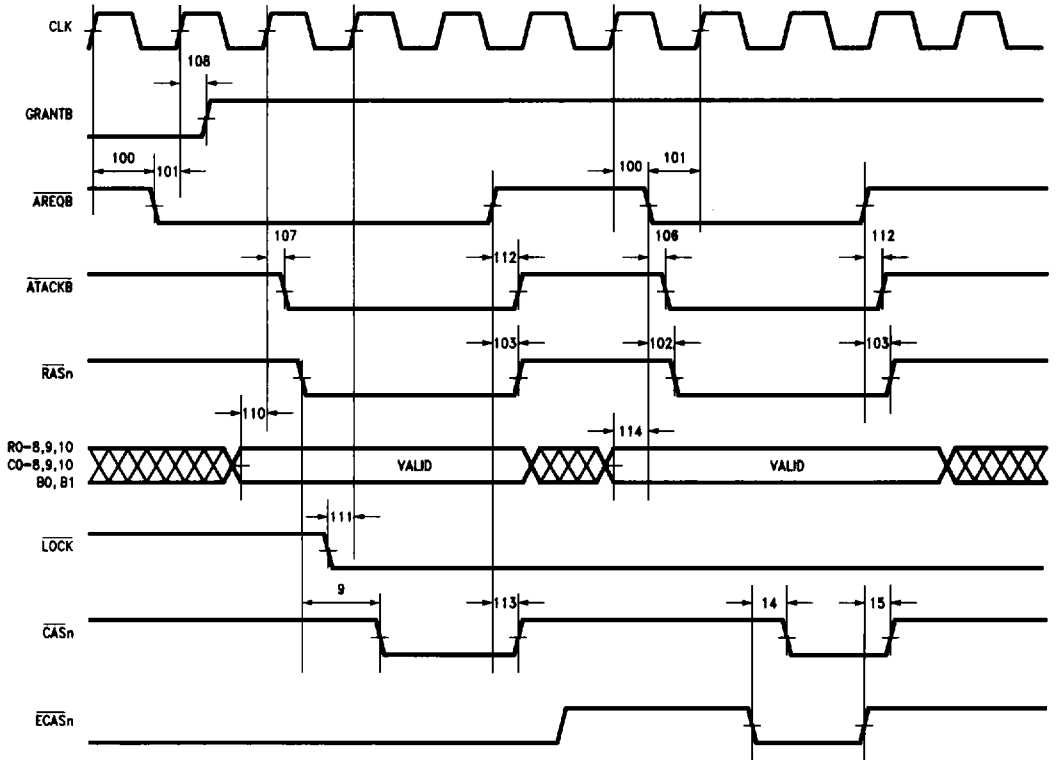 CLK
108
GRANTB
100
101
100
101
AREQB
107
112
106
112
ATACKB
103
102
103
RASn
110
114
R0-8,9,10
C0-8,9,10
B0, B1
VALID
VALID
111
LOCK
9
113
14
15
CASn
ECASn